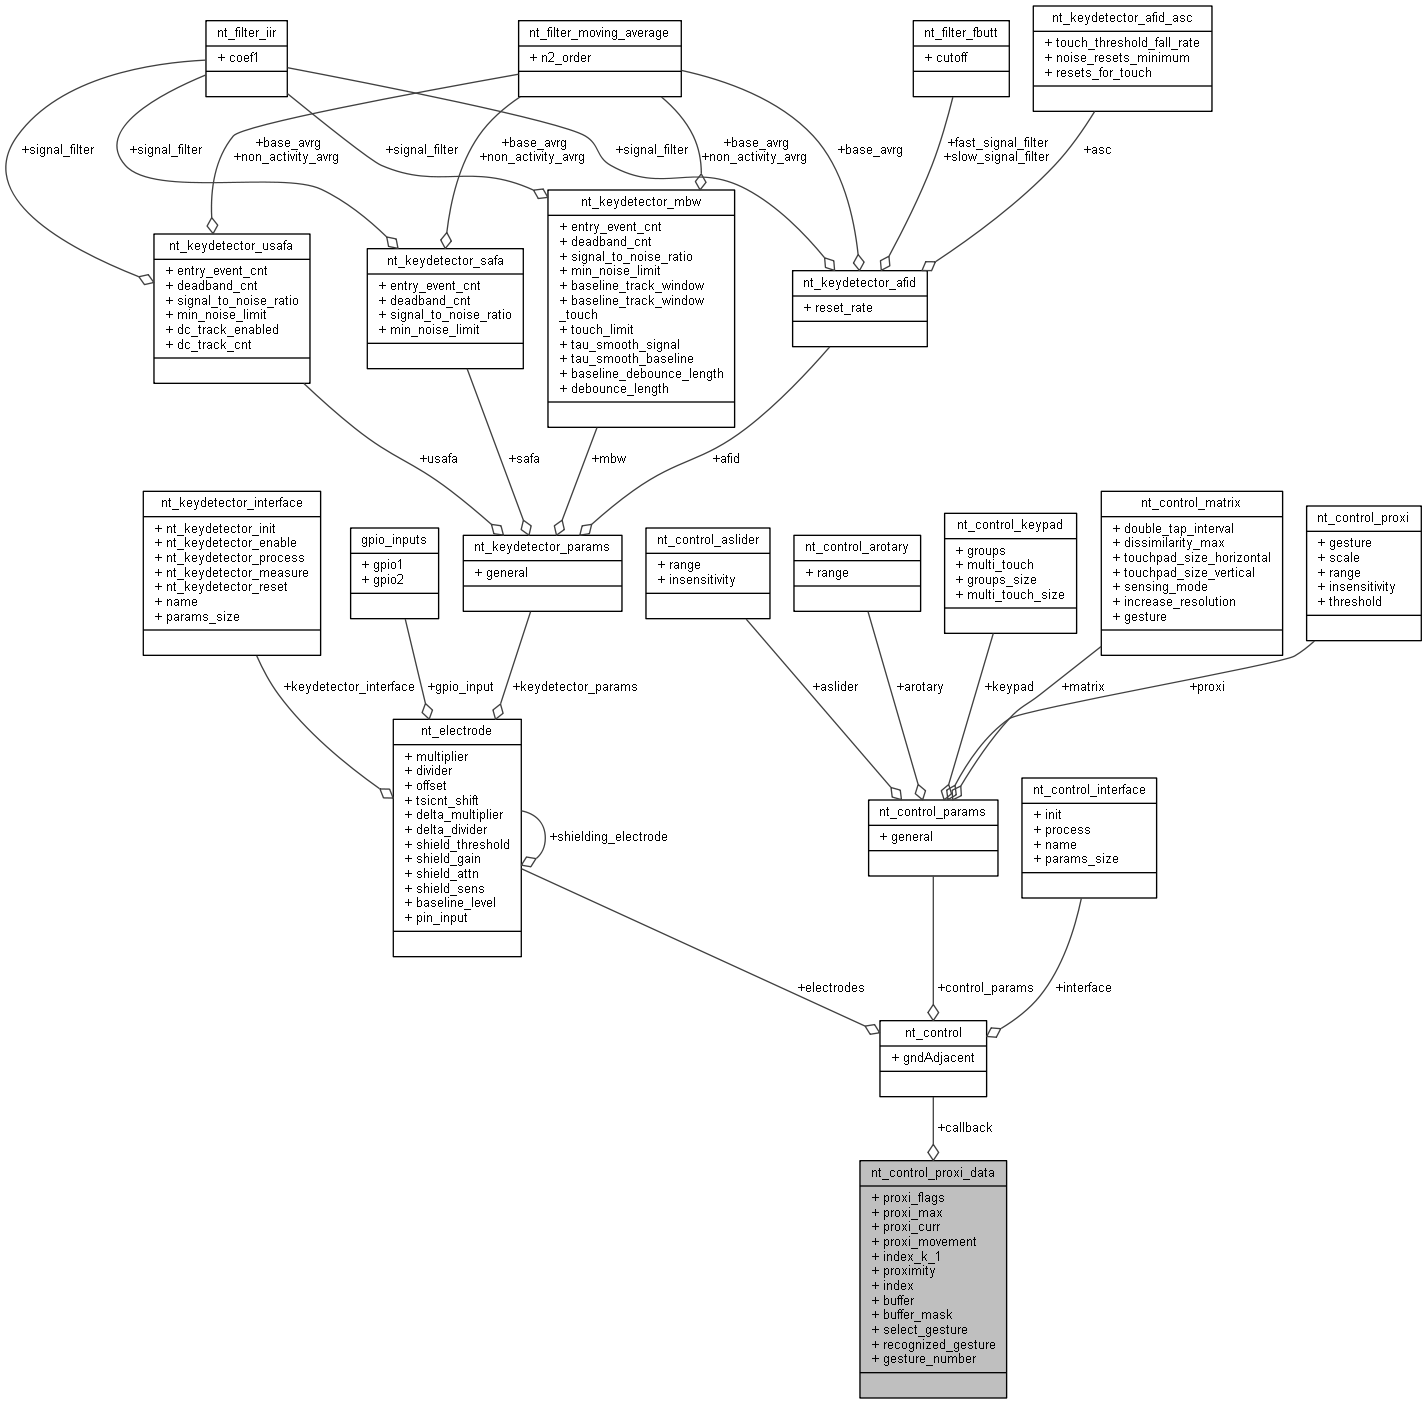 nt_filter_iir
+ coef1
nt_filter_moving_average
+ n2_order
nt_filter_fbutt
+ cutoff
nt_keydetector_afid_asc
+ touch_threshold_fall_rate
+ noise_resets_minimum
+ resets_for_touch
+signal_filter
+signal_filter
+base_avrg
+non_activity_avrg
+signal_filter
+base_avrg
+non_activity_avrg
+signal_filter
+base_avrg
+non_activity_avrg
+base_avrg
+fast_signal_filter
+slow_signal_filter
+asc
nt_keydetector_usafa
+ entry_event_cnt
+ deadband_cnt
+ signal_to_noise_ratio
+ min_noise_limit
+ dc_track_enabled
+ dc_track_cnt
nt_keydetector_safa
+ entry_event_cnt
+ deadband_cnt
+ signal_to_noise_ratio
+ min_noise_limit
nt_keydetector_mbw
+ entry_event_cnt
+ deadband_cnt
+ signal_to_noise_ratio
+ min_noise_limit
+ baseline_track_window
+ baseline_track_window
_touch
+ touch_limit
+ tau_smooth_signal
+ tau_smooth_baseline
+ baseline_debounce_length
+ debounce_length
nt_keydetector_afid
+ reset_rate
+usafa
+safa
+mbw
+afid
nt_keydetector_interface
+ nt_keydetector_init
+ nt_keydetector_enable
+ nt_keydetector_process
+ nt_keydetector_measure
+ nt_keydetector_reset
+ name
+ params_size
gpio_inputs
+ gpio1
+ gpio2
nt_keydetector_params
+ general
nt_control_aslider
+ range
+ insensitivity
nt_control_arotary
+ range
nt_control_keypad
+ groups
+ multi_touch
+ groups_size
+ multi_touch_size
nt_control_matrix
+ double_tap_interval
+ dissimilarity_max
+ touchpad_size_horizontal
+ touchpad_size_vertical
+ sensing_mode
+ increase_resolution
+ gesture
nt_control_proxi
+ gesture
+ scale
+ range
+ insensitivity
+ threshold
+keydetector_interface
+gpio_input
+keydetector_params
+aslider
+arotary
+keypad
+matrix
+proxi
nt_electrode
+ multiplier
+ divider
+ offset
+ tsicnt_shift
+ delta_multiplier
+ delta_divider
+ shield_threshold
+ shield_gain
+ shield_attn
+ shield_sens
+ baseline_level
+ pin_input
+shielding_electrode
nt_control_params
+ general
nt_control_interface
+ init
+ process
+ name
+ params_size
+electrodes
+control_params
+interface
nt_control
+ gndAdjacent
+callback
nt_control_proxi_data
+ proxi_flags
+ proxi_max
+ proxi_curr
+ proxi_movement
+ index_k_1
+ proximity
+ index
+ buffer
+ buffer_mask
+ select_gesture
+ recognized_gesture
+ gesture_number